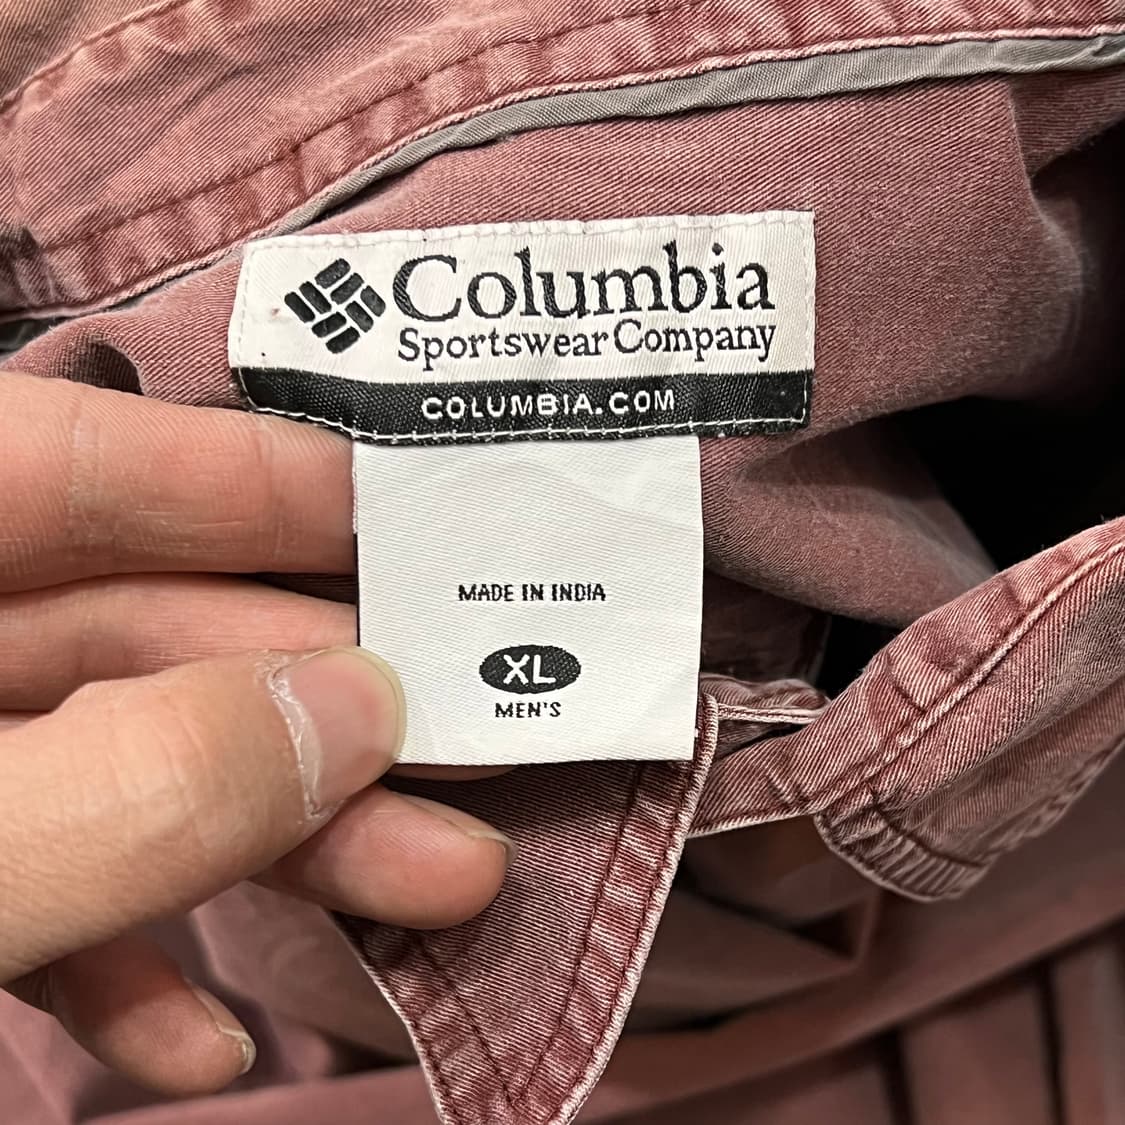 Columbia
Sportswear Company
COLUMBIA.COM
MADE IN INDIA
XL
MEN'S